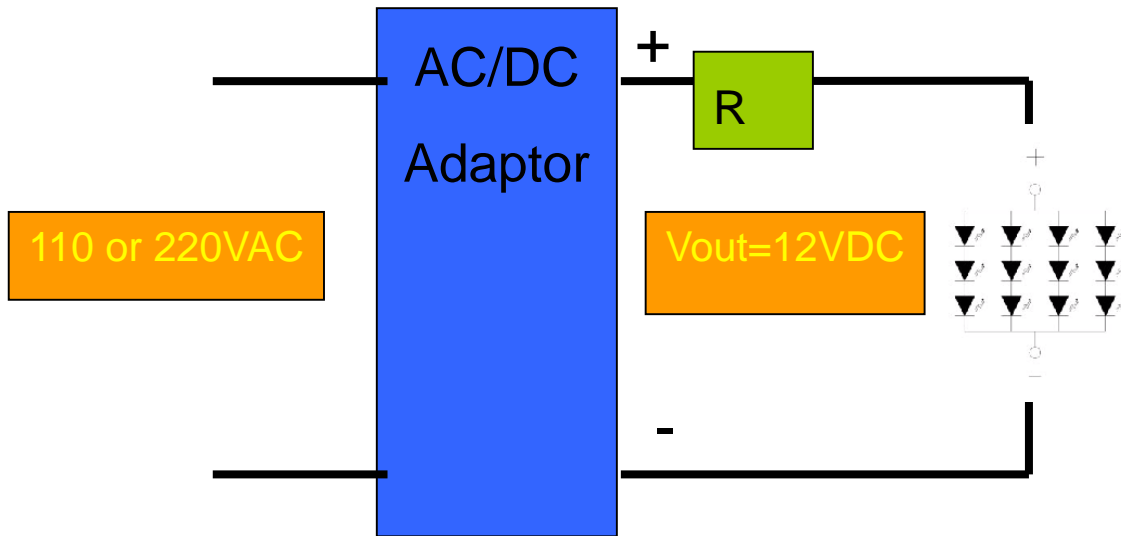 AC/DC
Adaptor
+
R
110 or 220VAC
Vout=12VDC
+
-
-